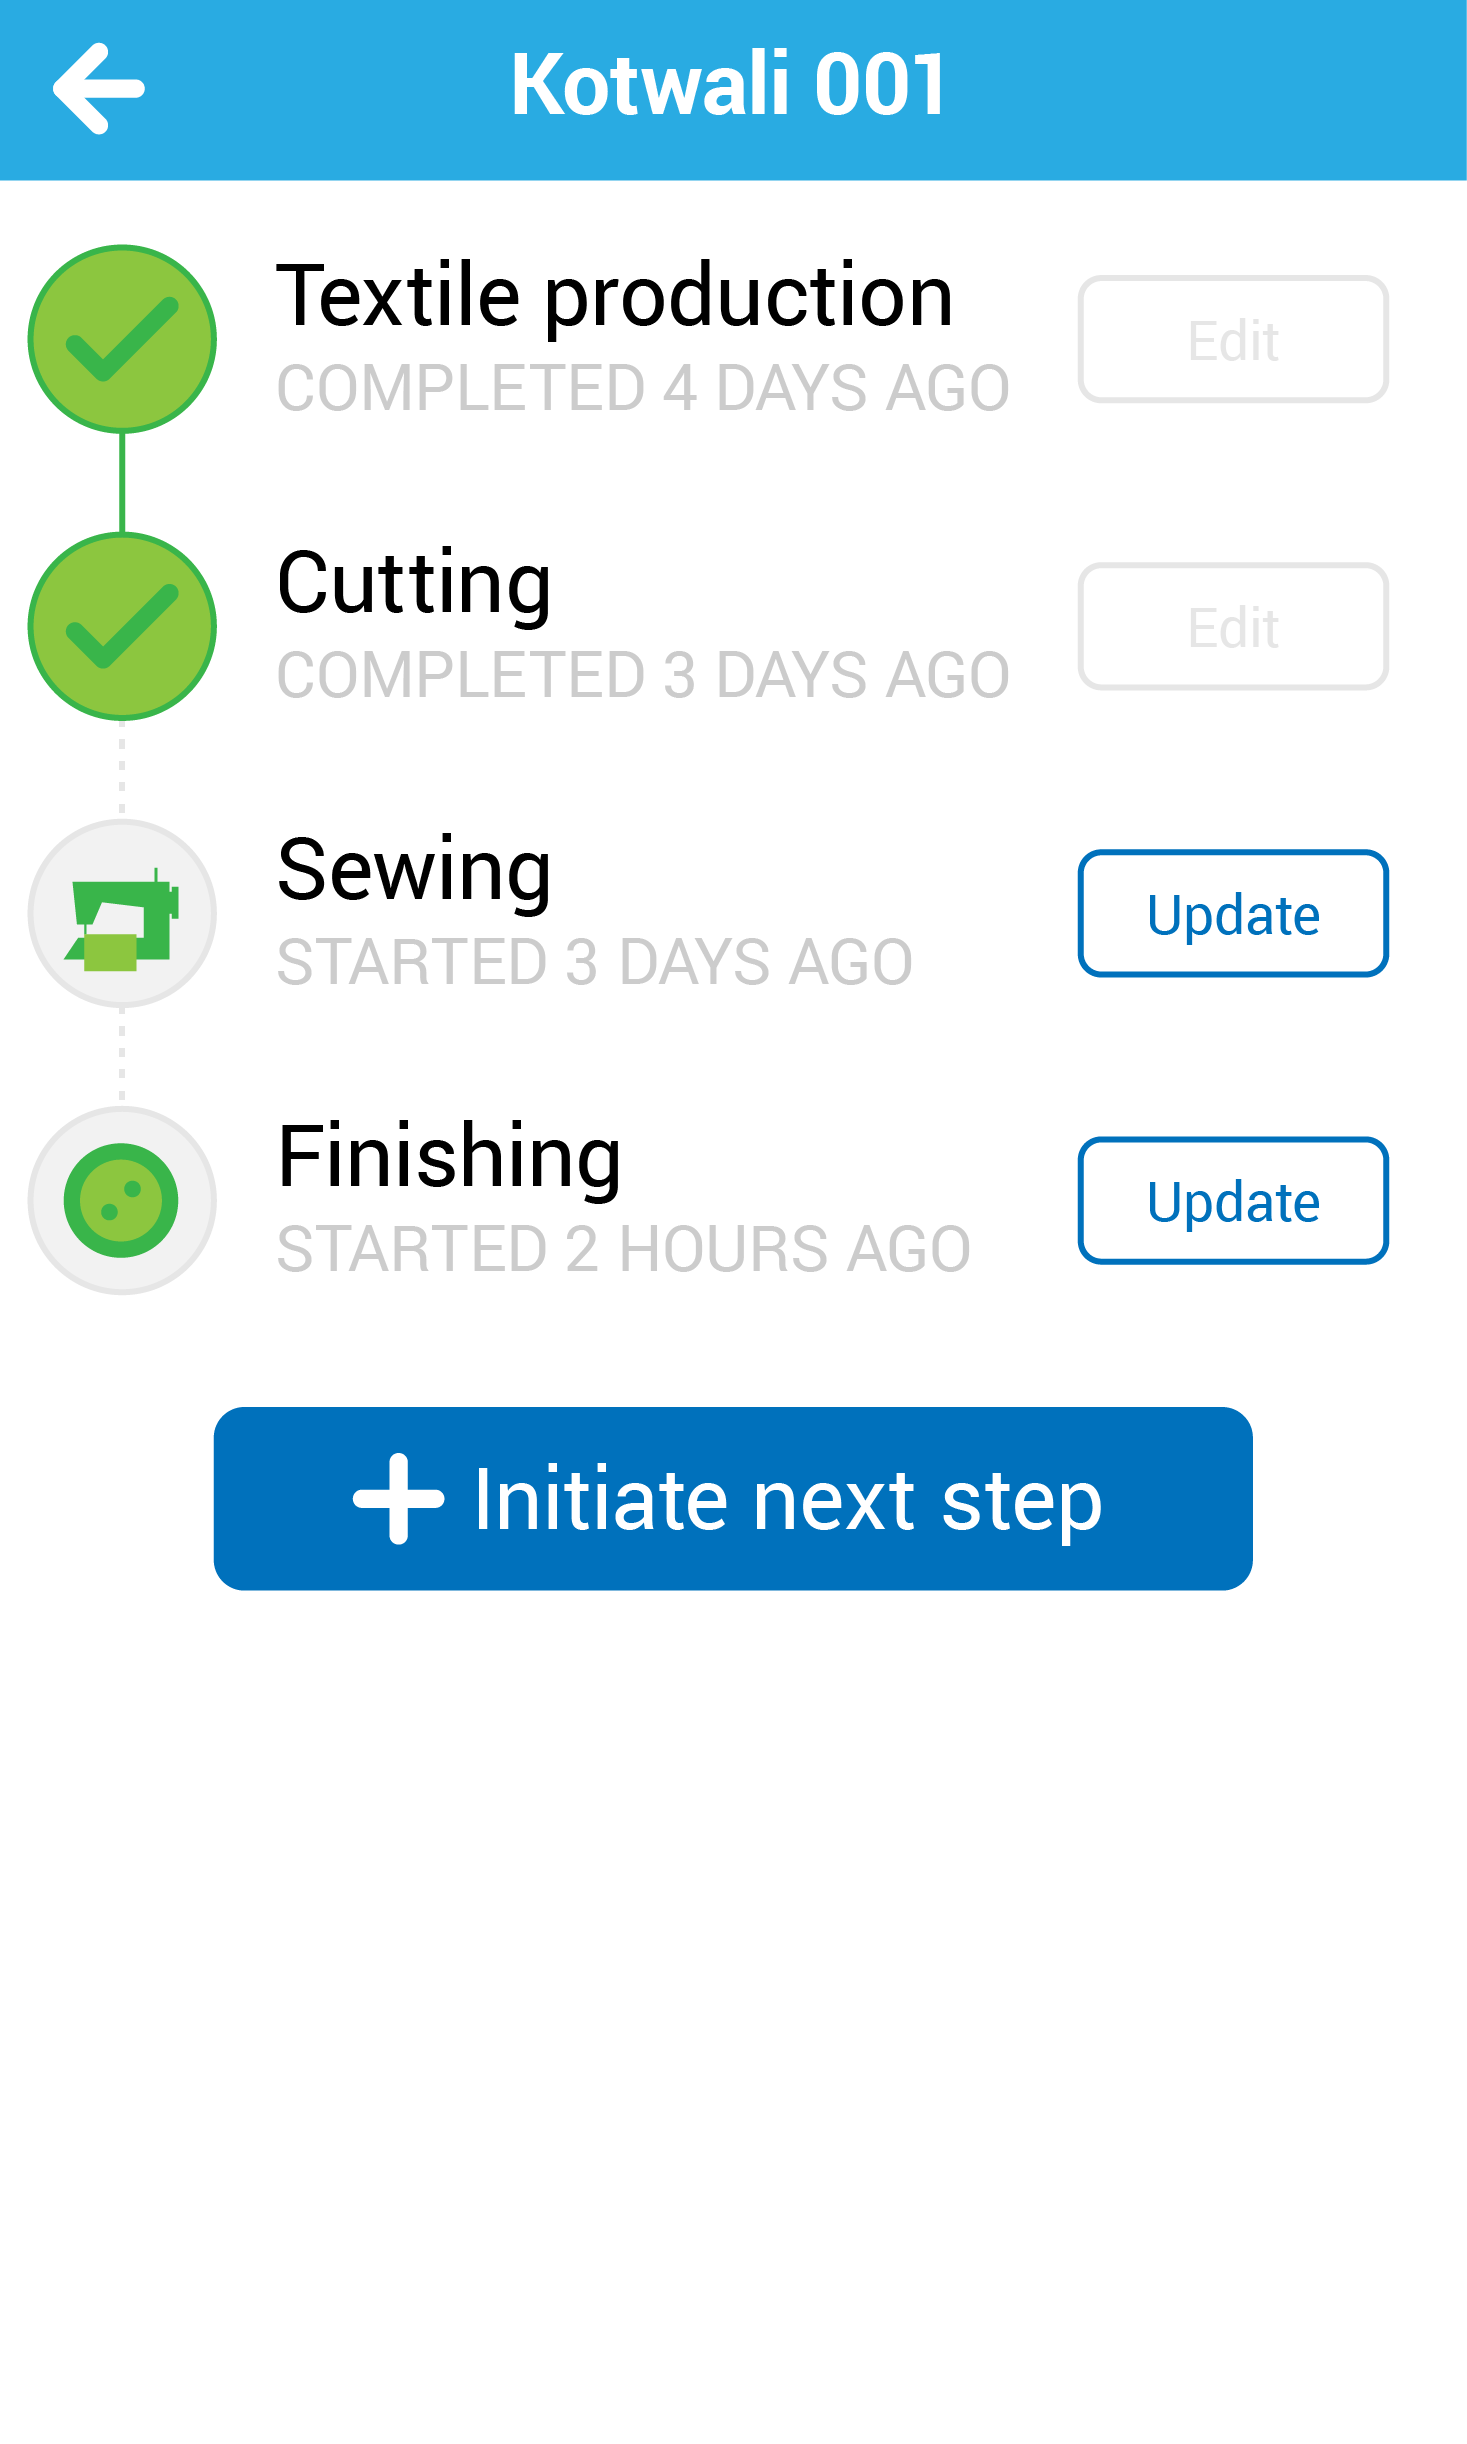 Kotwali 001
Textile production
COMPLETED 4 DAYS AGO
Edit
Cutting
COMPLETED 3 DAYS AGO
Edit
Sewing
STARTED 3 DAYS AGO
Update
Finishing
STARTED 2 HOURS AGO
Update
Initiate next step